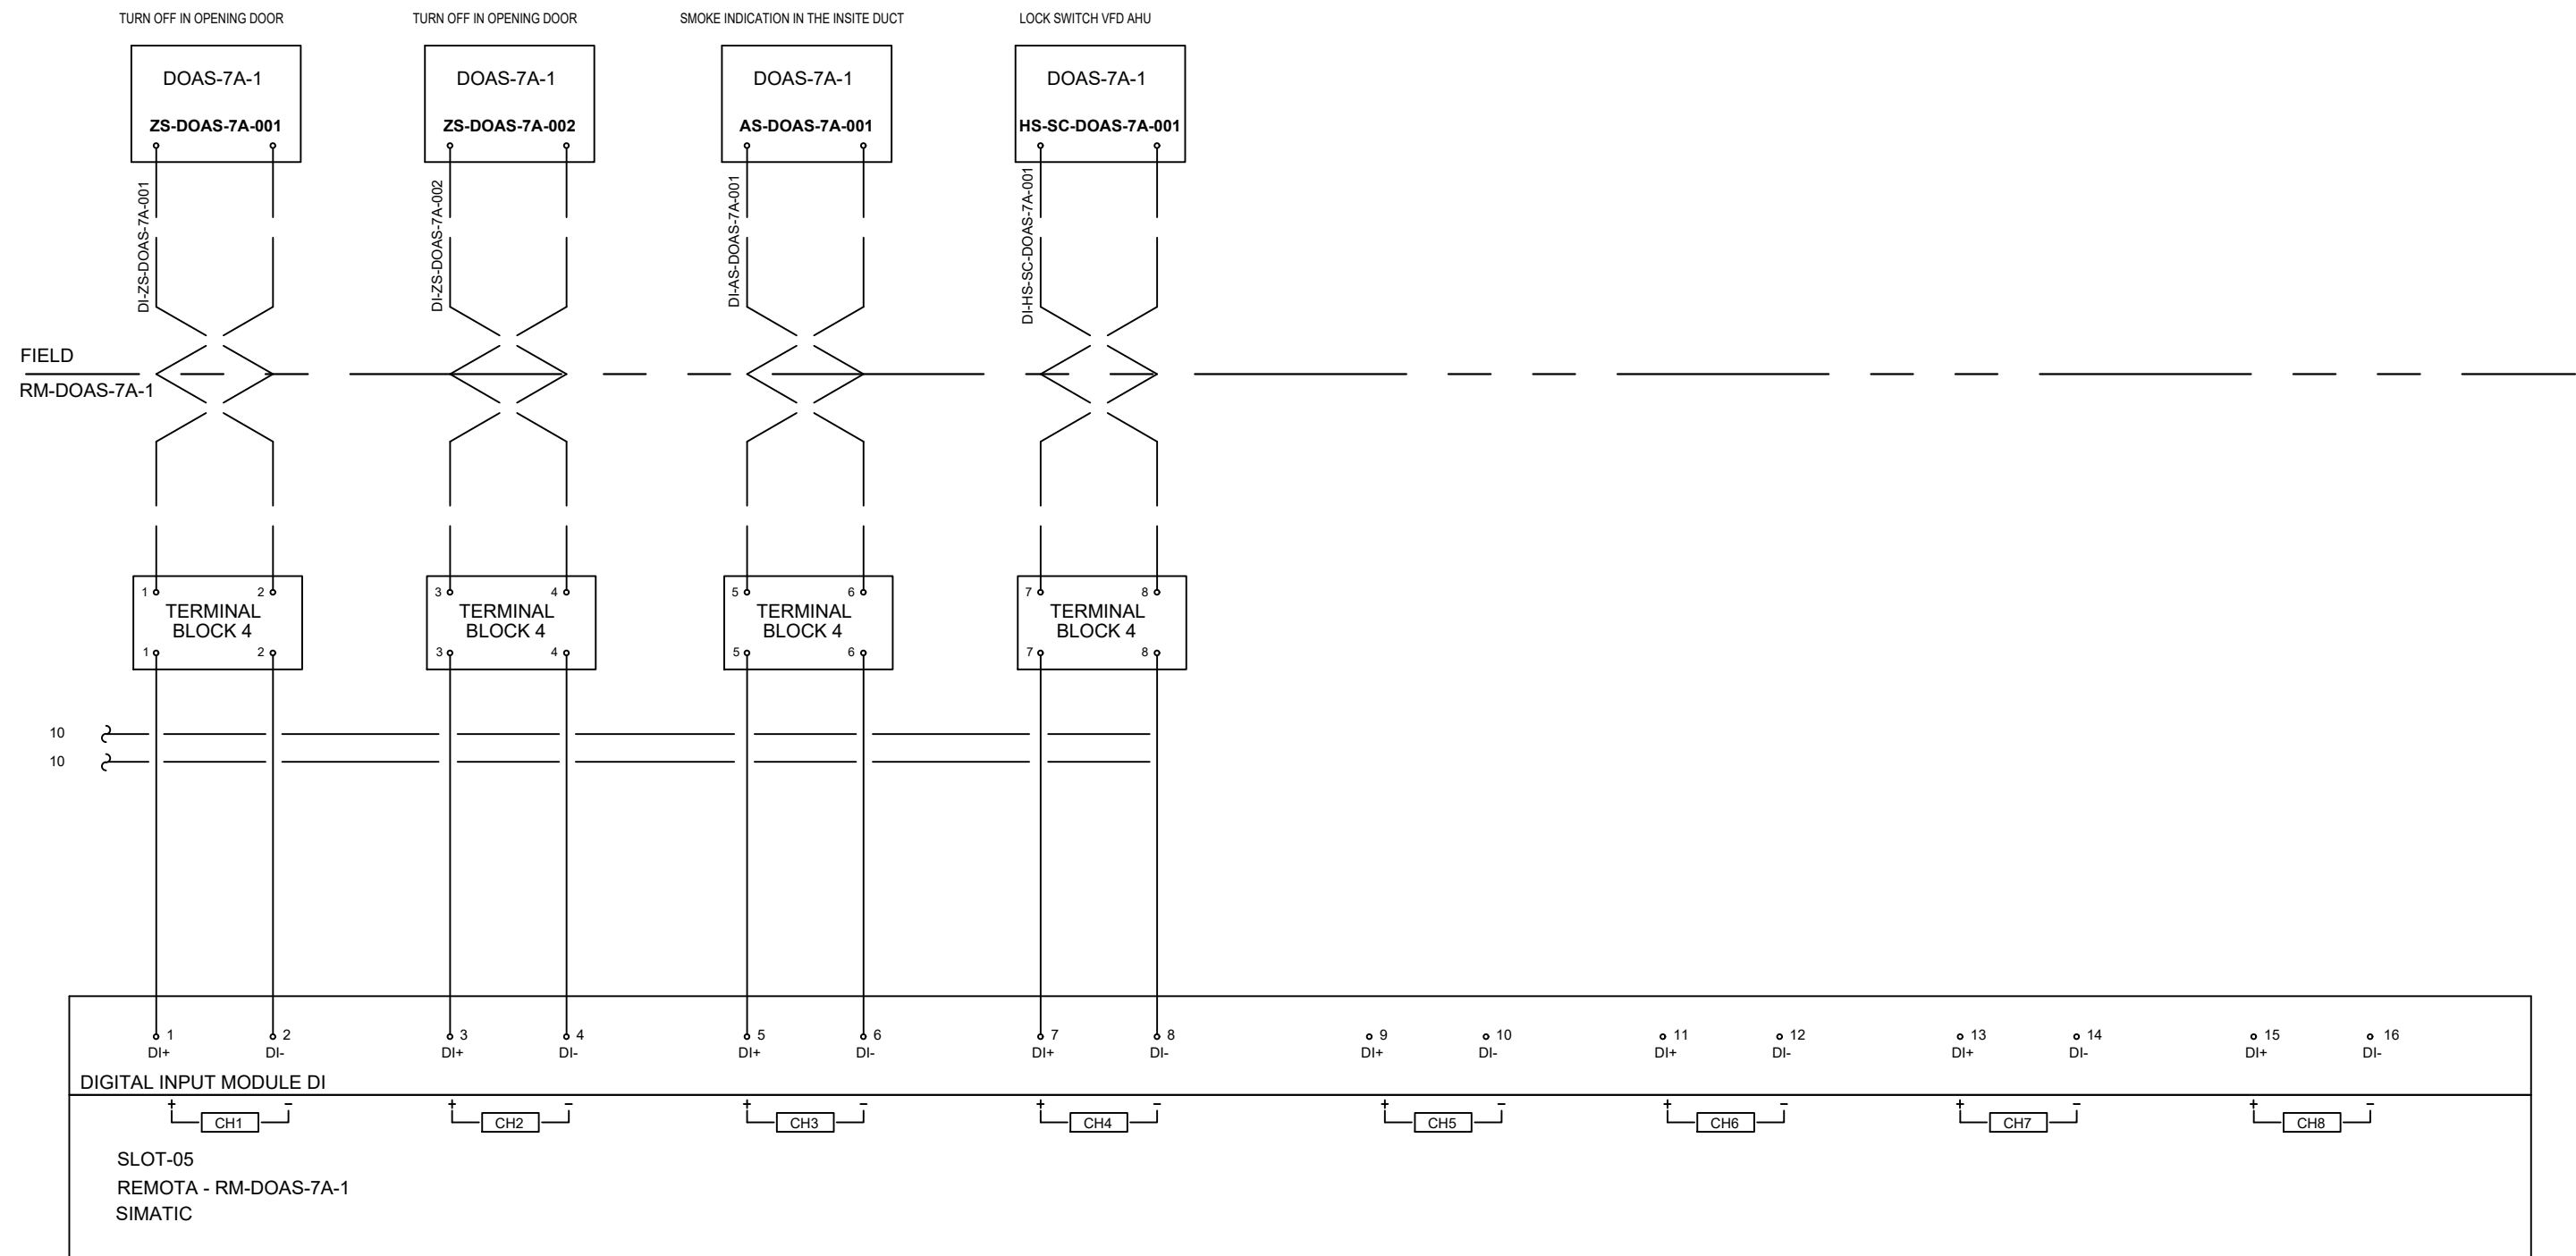 TURN OFF IN OPENING DOOR
TURN OFF IN OPENING DOOR
SMOKE INDICATION IN THE INSITE DUCT
LOCK SWITCH VFD AHU
DOAS-7A-1
DOAS-7A-1
DOAS-7A-1
DOAS-7A-1
ZS-DOAS-7A-001
ZS-DOAS-7A-002
AS-DOAS-7A-001
HS-SC-DOAS-7A-001
DI-ZS-DOAS-7A-001
DI-ZS-DOAS-7A-002
DI-AS-DOAS-7A-001
DI-HS-SC-DOAS-7A-001
FIELD
RM-DOAS-7A-1
1 2
TERMINAL
BLOCK 4
1 2
3 4
TERMINAL
BLOCK 4
3 4
5 6
TERMINAL
BLOCK 4
5 6
7 8
TERMINAL
BLOCK 4
7 8
10
10
1 2 3 4 5 6 7 8 9 10 11 12 13 14 15 16
DI+ DI- DI+ DI- DI+ DI- DI+ DI- DI+ DI- DI+ DI- DI+ DI- DI+ DI-
DIGITAL INPUT MODULE DI
+ − + − + − + − + − + − + − + −
CH1 CH2 CH3 CH4 CH5 CH6 CH7 CH8
SLOT-05
REMOTA - RM-DOAS-7A-1
SIMATIC